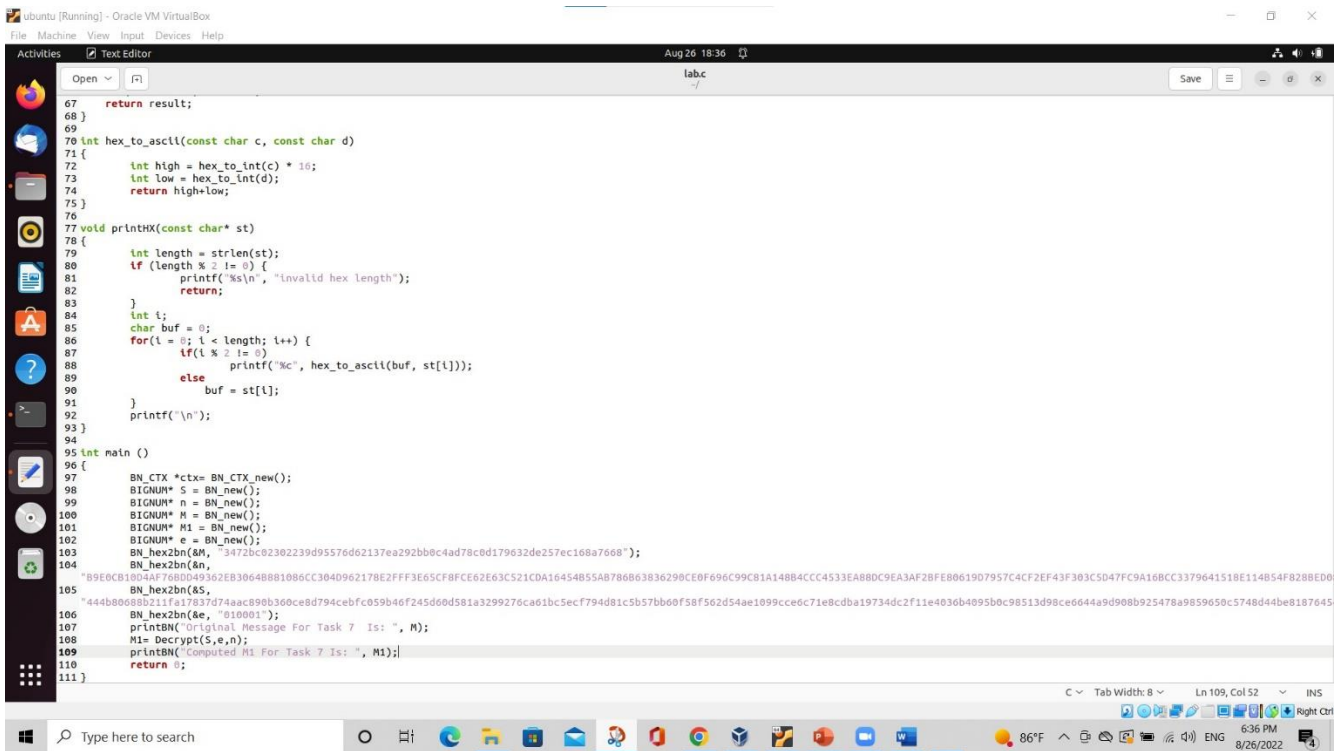 ubuntu [Running] - Oracle VM VirtualBox
File Machine View Input Devices Help
Activities Text Editor Aug 26 18:36
Open lab.c Save
~/
67 return result;
68 }
69
70 int hex_to_ascii(const char c, const char d)
71 {
72 int high = hex_to_int(c) * 16;
73 int low = hex_to_int(d);
74 return high+low;
75 }
76
77 void printHX(const char* st)
78 {
79 int length = strlen(st);
80 if (length % 2 != 0) {
81 printf("%s\n", "invalid hex length");
82 return;
83 }
84 int i;
85 char buf = 0;
86 for(i = 0; i < length; i++) {
87 if(i % 2 != 0)
88 printf("%c", hex_to_ascii(buf, st[i]));
89 else
90 buf = st[i];
91 }
92 printf("\n");
93 }
94
95 int main ()
96 {
97 BN_CTX *ctx= BN_CTX_new();
98 BIGNUM* S = BN_new();
99 BIGNUM* n = BN_new();
100 BIGNUM* M = BN_new();
101 BIGNUM* M1 = BN_new();
102 BIGNUM* e = BN_new();
103 BN_hex2bn(&M, "3472bc02302239d95576d62137ea292bb0c4ad78c0d179632de257ec168a7668");
104 BN_hex2bn(&n,
105 BN_hex2bn(&S,
106 BN_hex2bn(&e, "010001");
107 printBN("Original Message For Task 7 Is: ", M);
108 M1= Decrypt(S,e,n);
109 printBN("Computed M1 For Task 7 Is: ", M1);
110 return 0;
111 }
C Tab Width: 8 Ln 109, Col 52 INS
Right Ctrl
Type here to search 86°F ENG 6:36 PM
8/26/2022